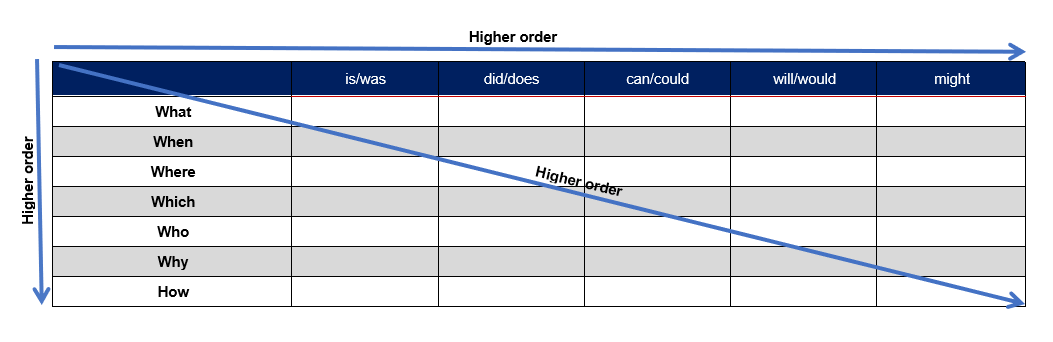 Higher order
is/was did/does can/could will/would might
What
When
Where
Higher order
Which
Who
Why
How
Higher order